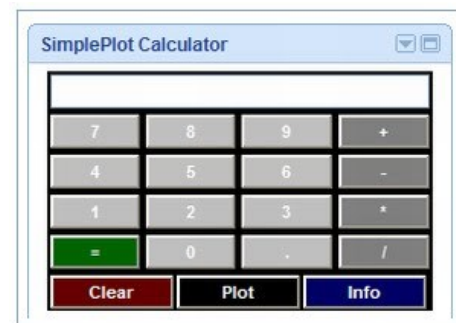 SimplePlot Calculator
7 8 9 +
4 5 6 -
1 2 3 *
= 0 . /
Clear Plot Info